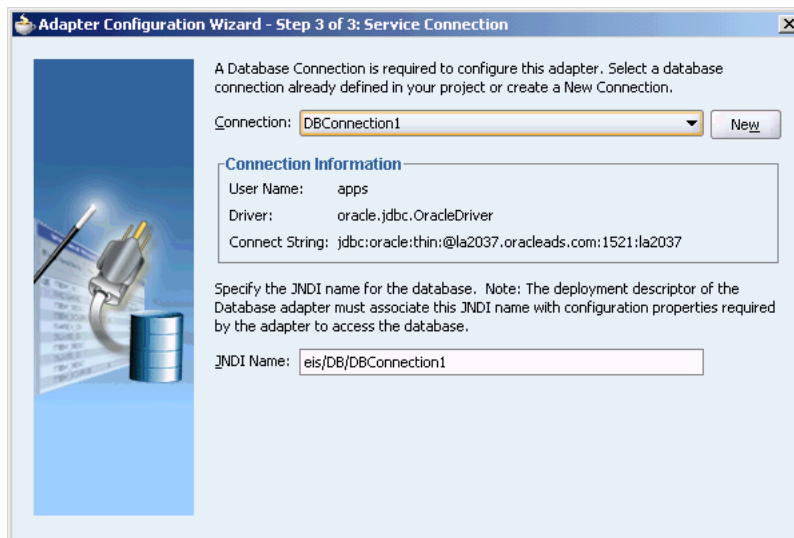 Adapter Configuration Wizard - Step 3 of 3: Service Connection
A Database Connection is required to configure this adapter. Select a database
connection already defined in your project or create a New Connection.
Connection: DBConnection1 New
Connection Information
User Name: apps
Driver: oracle.jdbc.OracleDriver
Connect String: jdbc:oracle:thin:@la2037.oracleads.com:1521:la2037
Specify the JNDI name for the database. Note: The deployment descriptor of the
Database adapter must associate this JNDI name with configuration properties required
by the adapter to access the database.
JNDI Name: eis/DB/DBConnection1